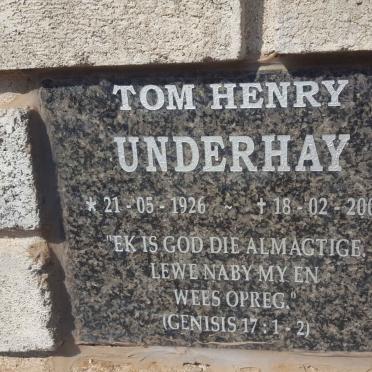 TOM HENRY
UNDERHAY
* 21 - 05 - 1926 ~ † 18 - 02 - 200
"EK IS GOD DIE ALMAGTIGE.
LEWE NABY MY EN
WEES OPREG."
(GENISIS 17 : 1 - 2)